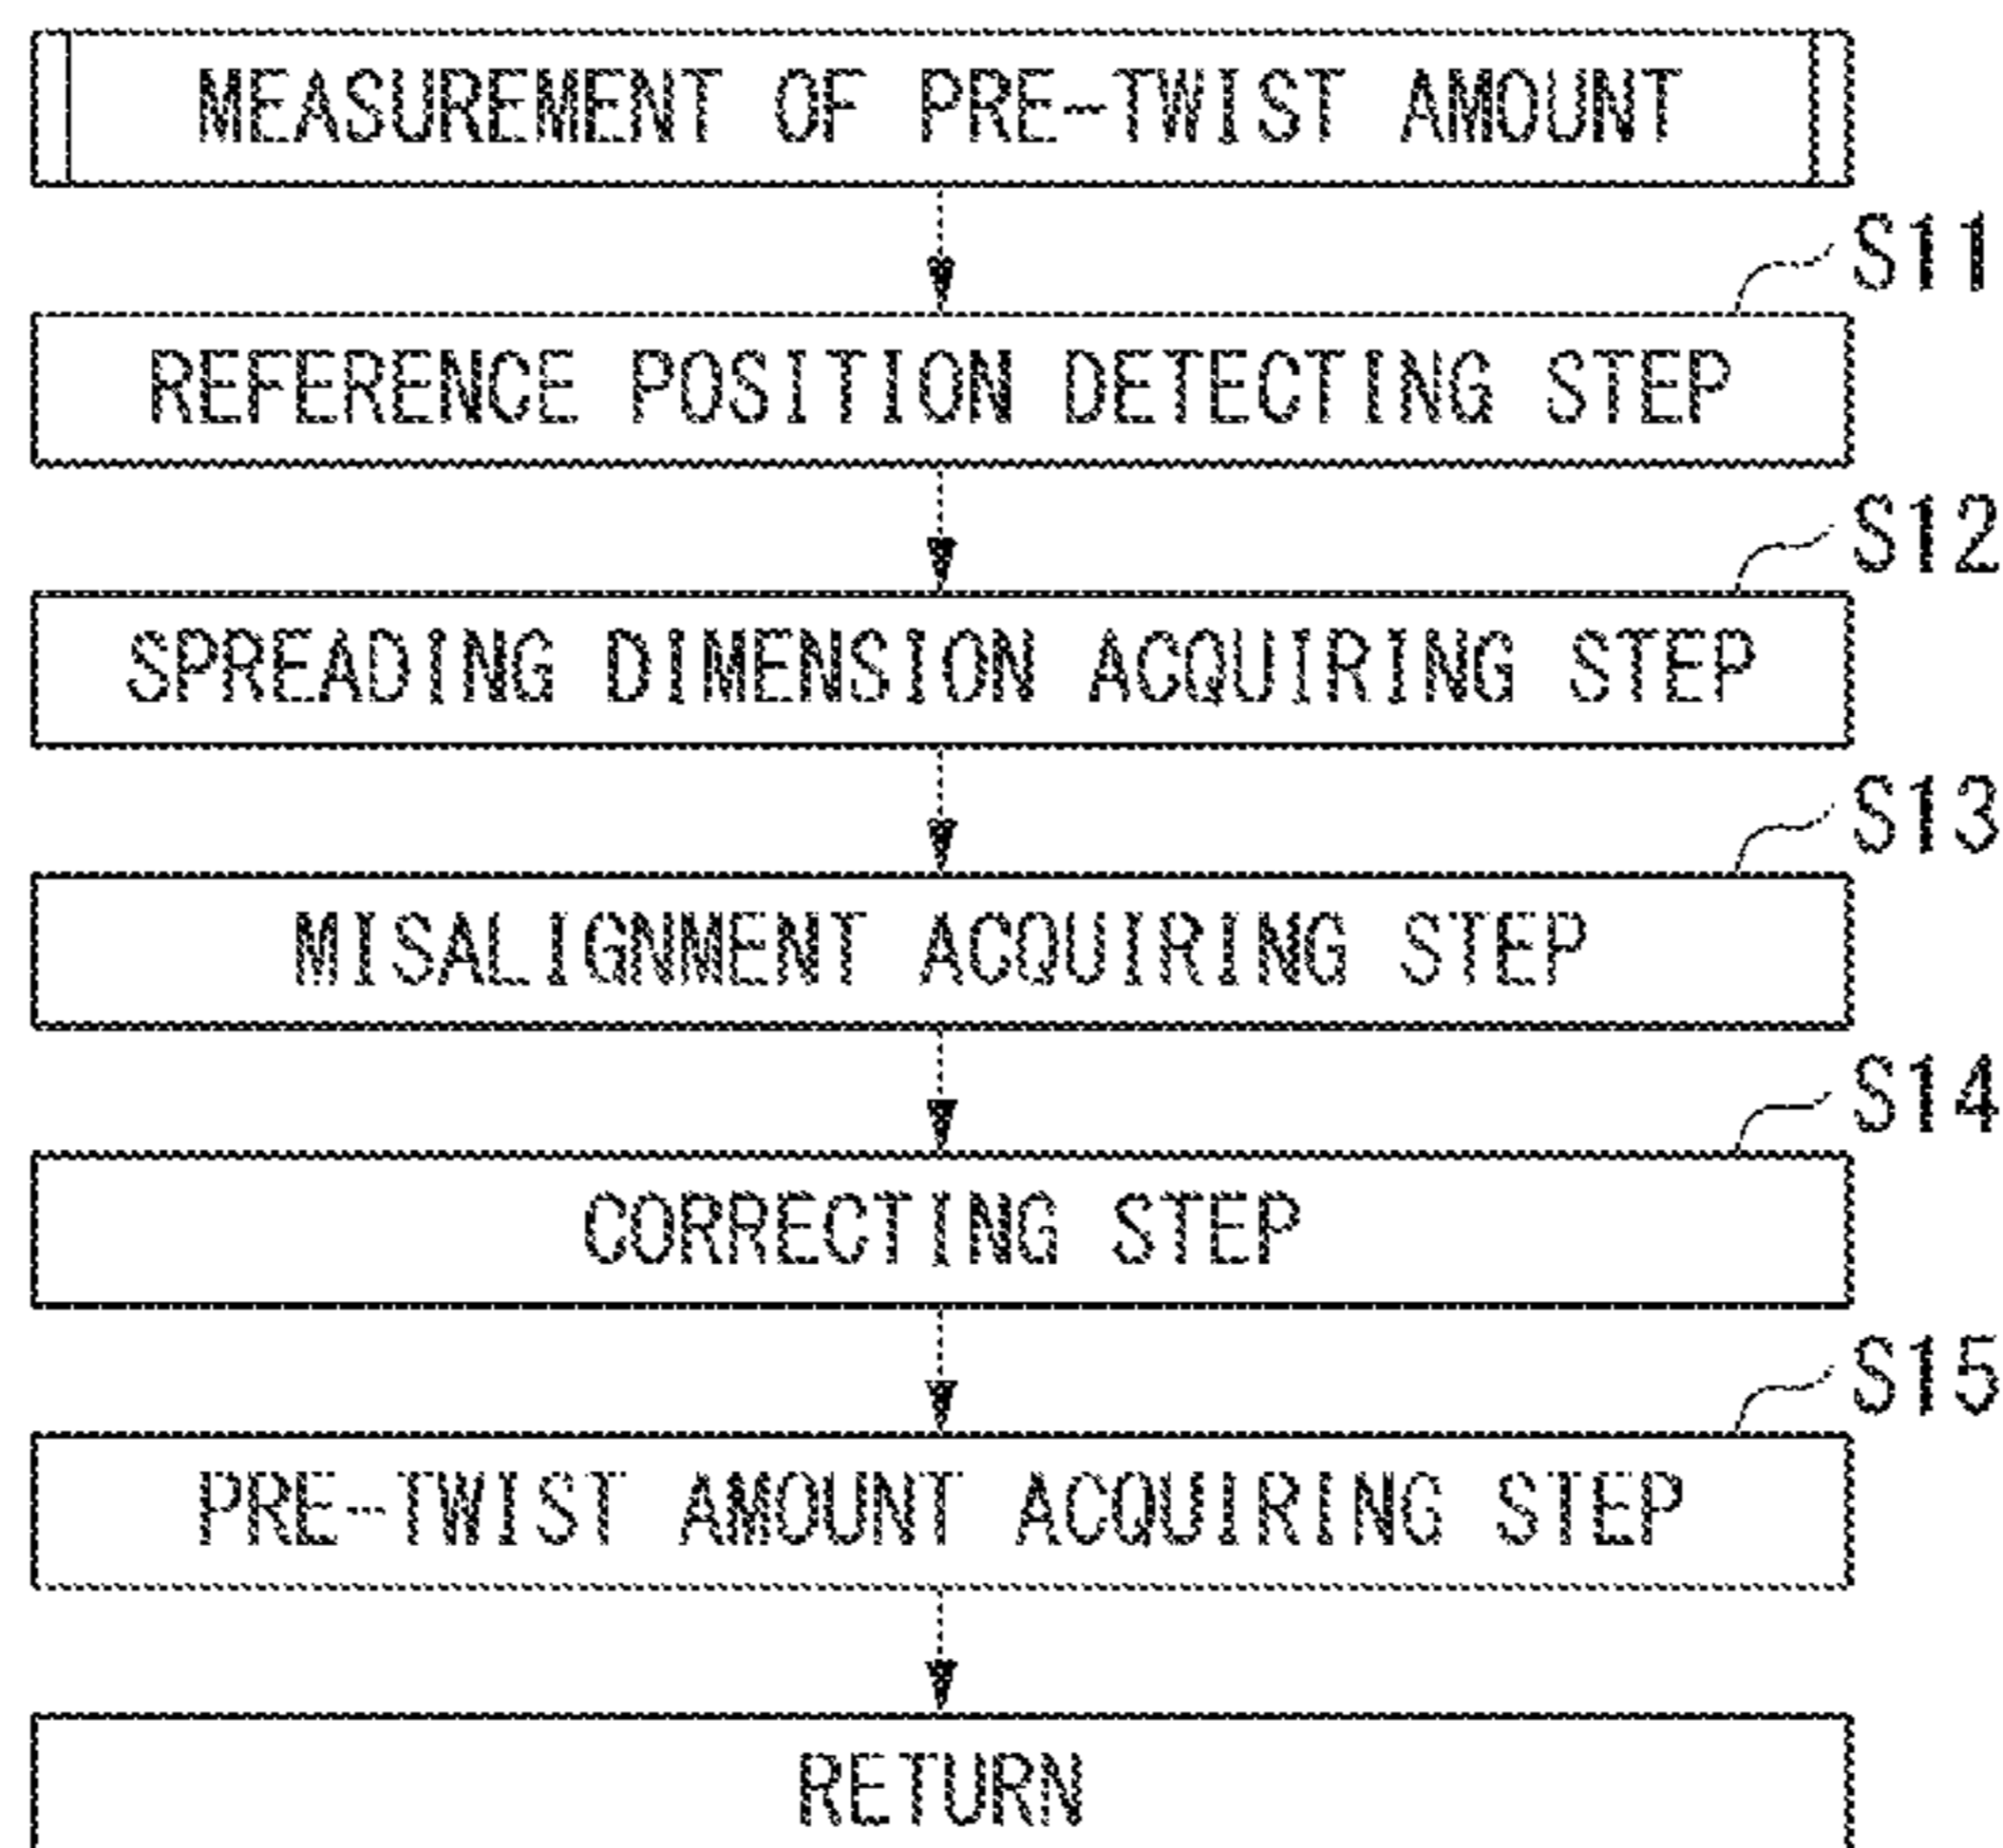 MEASUREMENT OF PRE-TWIST AMOUNT
S11
REFERENCE POSITION DETECTING STEP
S12
SPREADING DIMENSION ACQUIRING STEP
S13
MISALIGNMENT ACQUIRING STEP
S14
CORRECTING STEP
S15
PRE-TWIST AMOUNT ACQUIRING STEP
RETURN